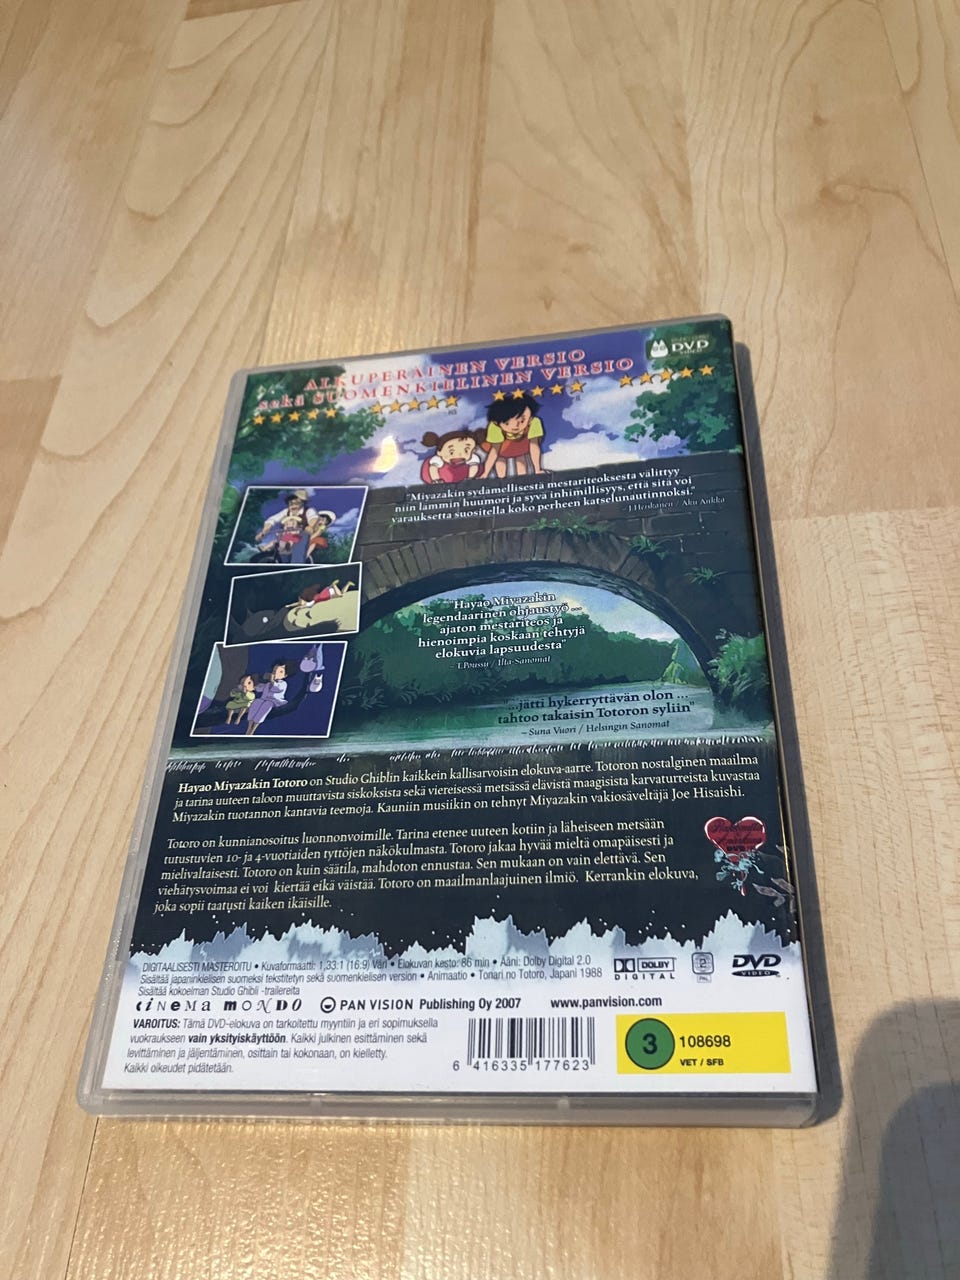 DVD
ALKUPERÄINEN VERSIO
sekä SUOMENKIELINEN VERSIO
"Miyazakin sydämellisestä mestariteoksesta välittyy
niin lämmin huumori ja syvä inhimillisyys, että sitä voi
varauksetta suositella koko perheen katselunautinnoksi."
– J Heiskanen / Aku Ankka
"Hayao Miyazakin
legendaarinen ohjaustyö ...
ajaton mestariteos ja
hienoimpia koskaan tehtyjä
elokuvia lapsuudesta"
– T.Poussu / Ilta-Sanomat
"...jätti hykerryttävän olon ...
tahtoo takaisin Totoron syliin"
– Suna Vuori / Helsingin Sanomat
Hayao Miyazakin Totoro on Studio Ghiblin kaikkein kallisarvoisin elokuva-aarre. Totoron nostalginen maailma
ja tarina uuteen taloon muuttavista siskoksista sekä viereisessä metsässä elävistä maagisista karvaturreista kuvastaa
Miyazakin tuotannon kantavia teemoja. Kauniin musiikin on tehnyt Miyazakin vakiosäveltäjä Joe Hisaishi.
Totoro on kunnianosoitus luonnonvoimille. Tarina etenee uuteen kotiin ja läheiseen metsään
tutustuvien 10- ja 4-vuotiaiden tyttöjen näkökulmasta. Totoro jakaa hyvää mieltä omapäisesti ja
mielivaltaisesti. Totoro on kuin säätila, mahdoton ennustaa. Sen mukaan on vain elettävä. Sen
viehätysvoimaa ei voi kiertää eikä väistää. Totoro on maailmanlaajuinen ilmiö. Kerrankin elokuva,
joka sopii taatusti kaiken ikäisille.
DIGITAALISESTI MASTEROITU • Kuvaformaatti: 1,33:1 (16:9) Väri • Elokuvan kesto: 86 min • Ääni: Dolby Digital 2.0
Sisältää japaninkielisen suomeksi tekstitetyn sekä suomenkielisen version • Animaatio • Tonari no Totoro, Japani 1988
Sisältää kokoelman Studio Ghibli -trailereita
DOLBY
DIGITAL
2
PAL
DVD
VIDEO
CINEMA MONDO
PAN VISION Publishing Oy 2007
www.panvision.com
VAROITUS: Tämä DVD-elokuva on tarkoitettu myyntiin ja eri sopimuksella
vuokraukseen vain yksityiskäyttöön. Kaikki julkinen esittäminen sekä
levittäminen ja jäljentäminen, osittain tai kokonaan, on kielletty.
Kaikki oikeudet pidätetään.
6 416335 177623
3
108698
VET / SFB